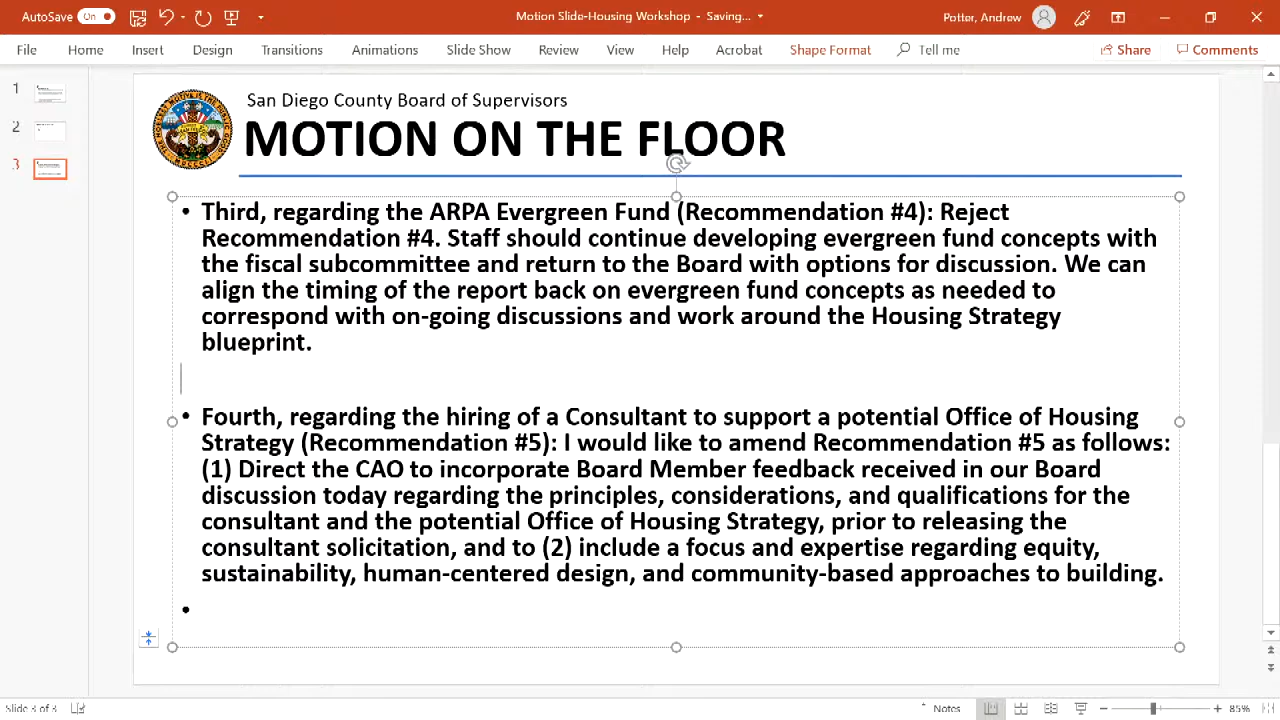 AutoSave On Motion Slide-Housing Workshop - Saving... Potter, Andrew
File Home Insert Design Transitions Animations Slide Show Review View Help Acrobat Shape Format Tell me Share Comments
1
2
3
San Diego County Board of Supervisors
MOTION ON THE FLOOR
• Third, regarding the ARPA Evergreen Fund (Recommendation #4): Reject
Recommendation #4. Staff should continue developing evergreen fund concepts with
the fiscal subcommittee and return to the Board with options for discussion. We can
align the timing of the report back on evergreen fund concepts as needed to
correspond with on-going discussions and work around the Housing Strategy
blueprint.
• Fourth, regarding the hiring of a Consultant to support a potential Office of Housing
Strategy (Recommendation #5): I would like to amend Recommendation #5 as follows:
(1) Direct the CAO to incorporate Board Member feedback received in our Board
discussion today regarding the principles, considerations, and qualifications for the
consultant and the potential Office of Housing Strategy, prior to releasing the
consultant solicitation, and to (2) include a focus and expertise regarding equity,
sustainability, human-centered design, and community-based approaches to building.
•
Slide 3 of 3 Notes 85%